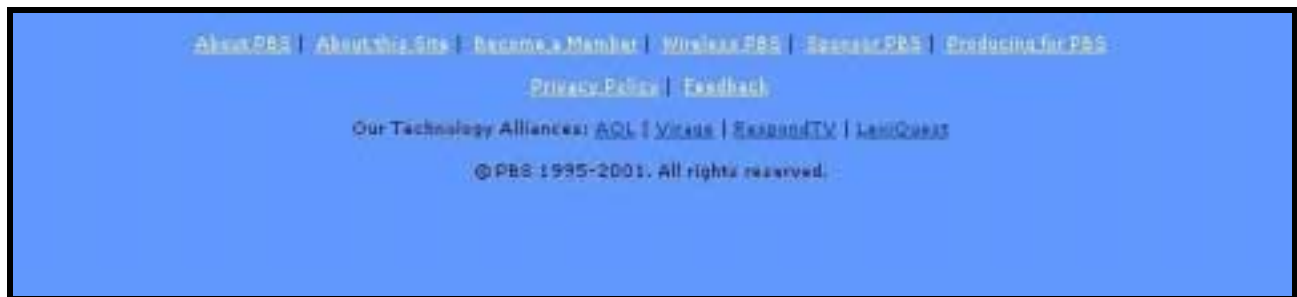 About PBS | About this Site | Become a Member | Wireless PBS | Sponsor PBS | Producing for PBS
Privacy Policy | Feedback
Our Technology Alliances: AOL | Virage | RespondTV | LexiQuest
© PBS 1995-2001. All rights reserved.